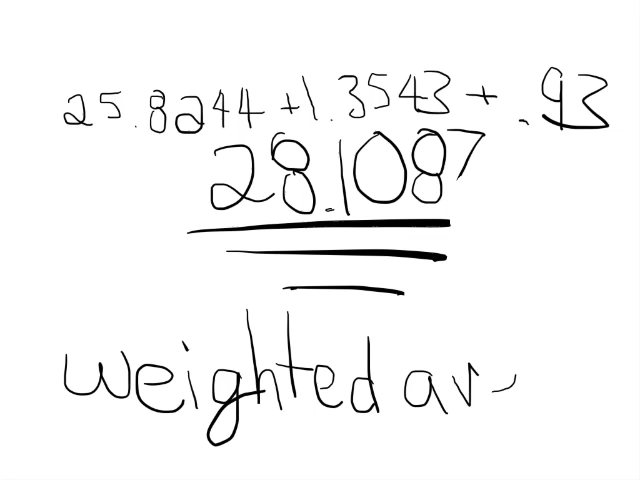 25.8244 + 1.3543 + .93
28.1087
weighted av